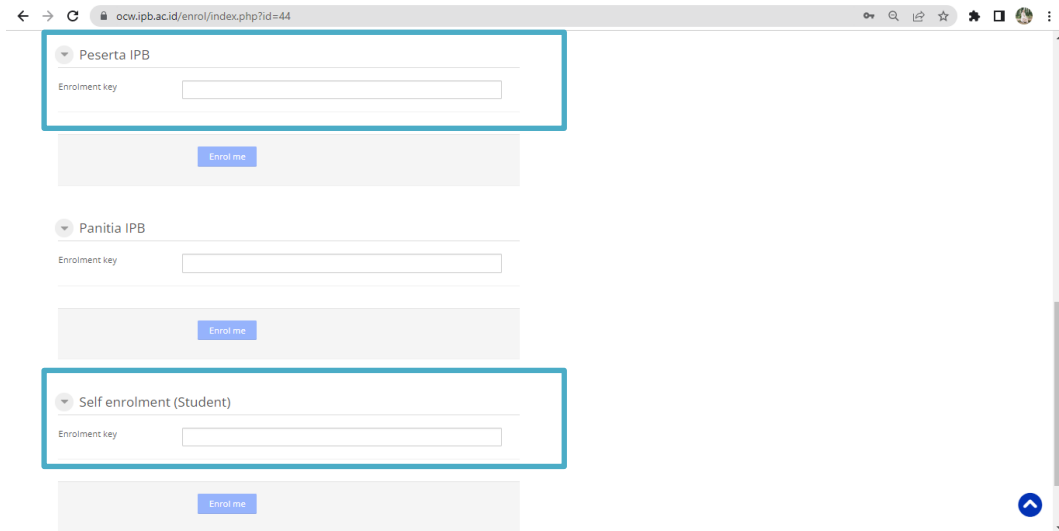 ocw.ipb.ac.id/enrol/index.php?id=44
Peserta IPB
Enrolment key
Enrol me
Panitia IPB
Enrolment key
Enrol me
Self enrolment (Student)
Enrolment key
Enrol me